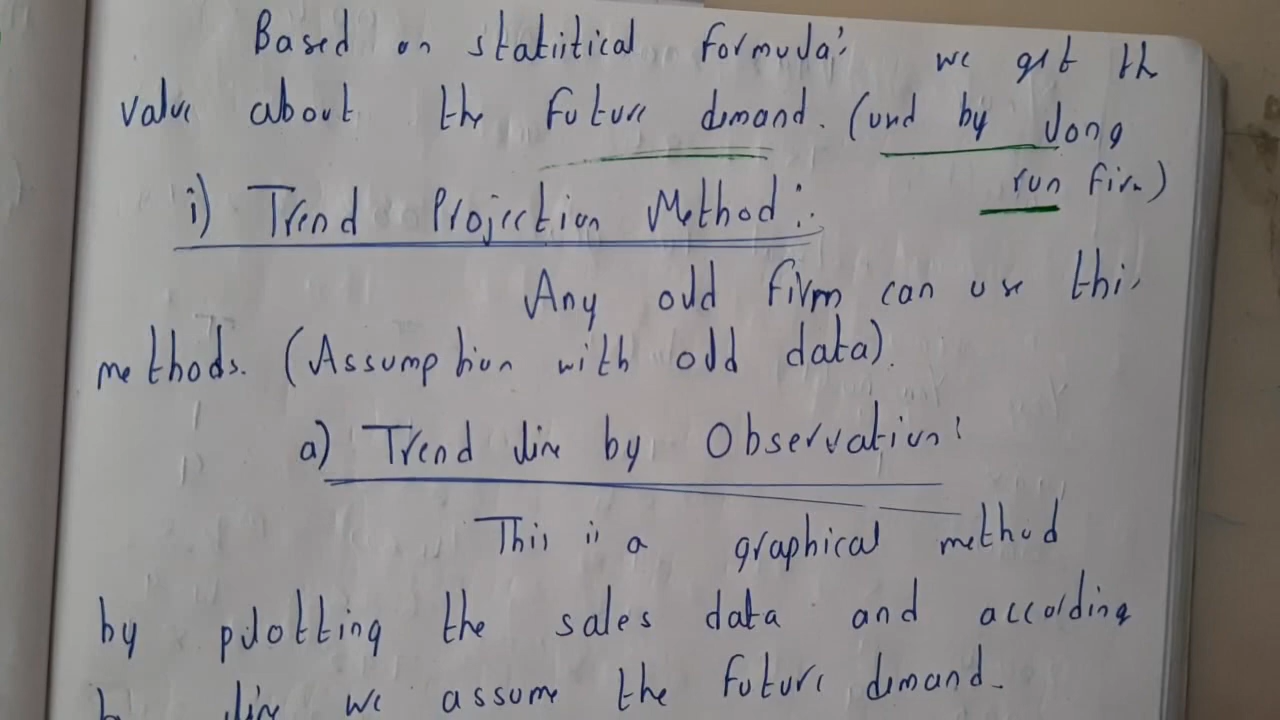 Based on statistical formula: we get th
value about the future demand. (used by long
run firm)
i) Trend Projection Method:
Any old firm can use this
methods. (Assumption with old data).
a) Trend line by Observation:
This is a graphical method
by plotting the sales data and according
line we assume the future demand.